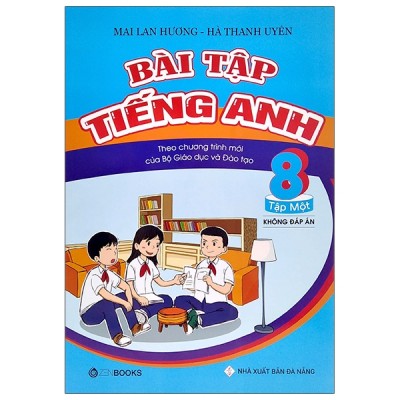 MAI LAN HƯƠNG - HÀ THANH UYÊN
BÀI TẬP
TIẾNG ANH
Theo chương trình mới
của Bộ Giáo dục và Đào tạo
8
Tập Một
KHÔNG ĐÁP ÁN
ZENBOOKS
NHÀ XUẤT BẢN ĐÀ NẴNG